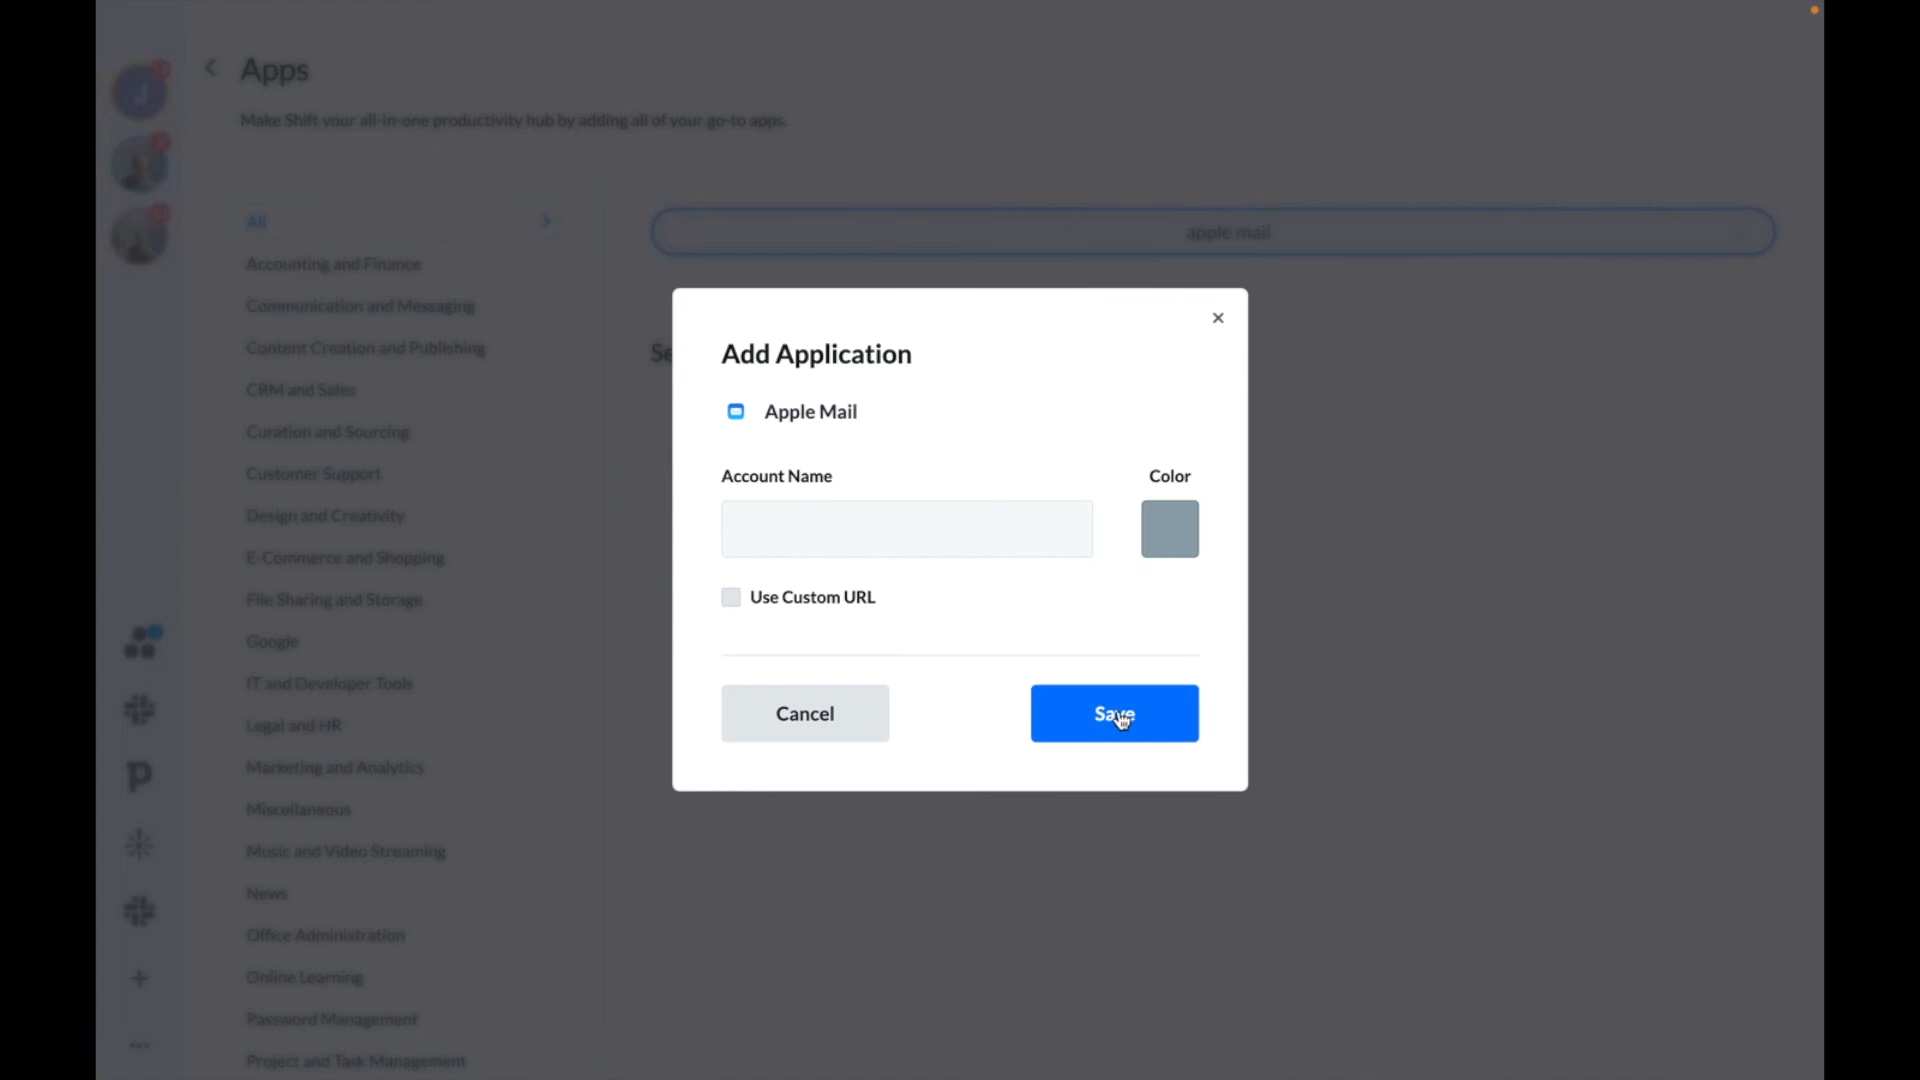 Apps
Make Shift your all-in-one productivity hub by adding all of your go-to apps.
All
Accounting and Finance
Communication and Messaging
Content Creation and Publishing
CRM and Sales
Curation and Sourcing
Customer Support
Design and Creativity
E-Commerce and Shopping
File Sharing and Storage
Google
IT and Developer Tools
Legal and HR
Marketing and Analytics
Miscellaneous
Music and Video Streaming
News
Office Administration
Online Learning
Password Management
Project and Task Management
apple mail
Add Application
Apple Mail
Account Name
Color
Use Custom URL
Cancel
Save